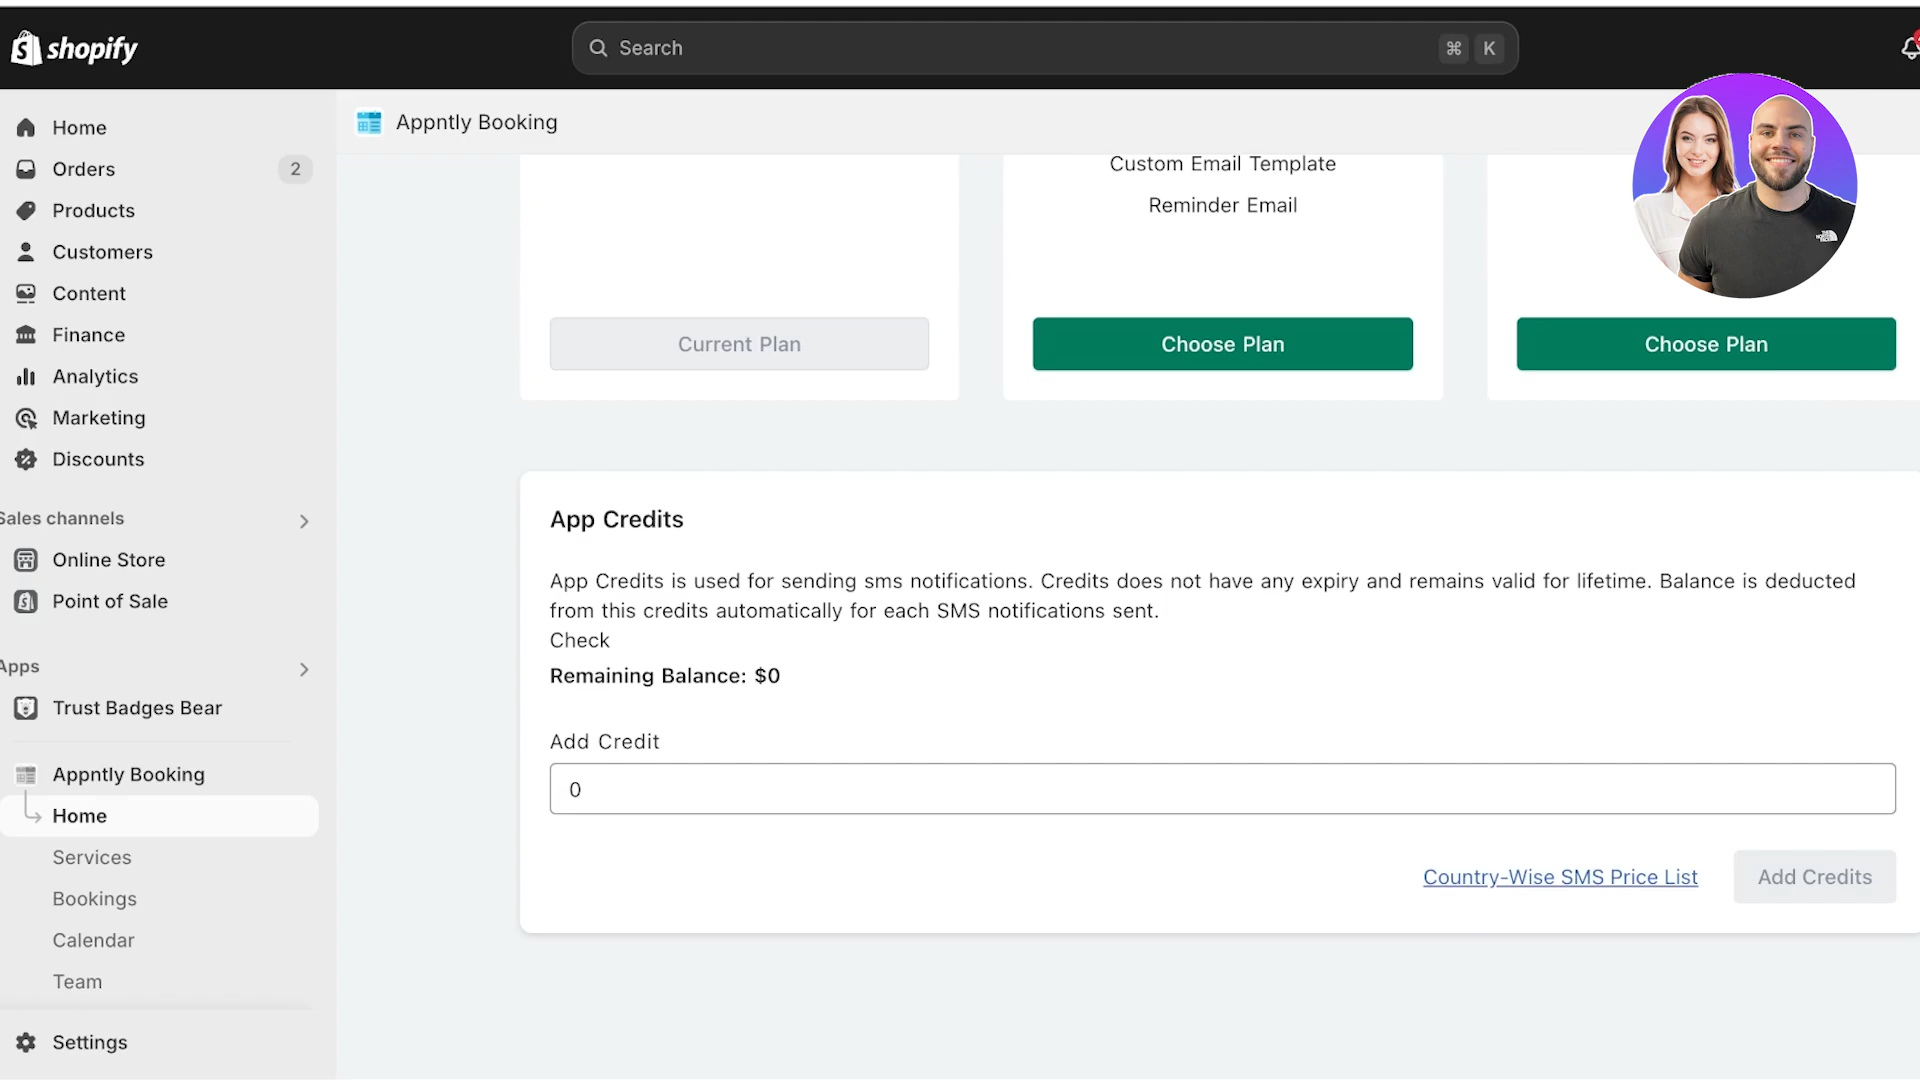 shopify
Search
⌘ K
Home
Orders 2
Products
Customers
Content
Finance
Analytics
Marketing
Discounts
Sales channels
Online Store
Point of Sale
Apps
Trust Badges Bear
Appntly Booking
Home
Services
Bookings
Calendar
Team
Settings
Appntly Booking
Custom Email Template
Reminder Email
Current Plan
Choose Plan
Choose Plan
App Credits
App Credits is used for sending sms notifications. Credits does not have any expiry and remains valid for lifetime. Balance is deducted
from this credits automatically for each SMS notifications sent.
Check
Remaining Balance: $0
Add Credit
0
Country-Wise SMS Price List
Add Credits